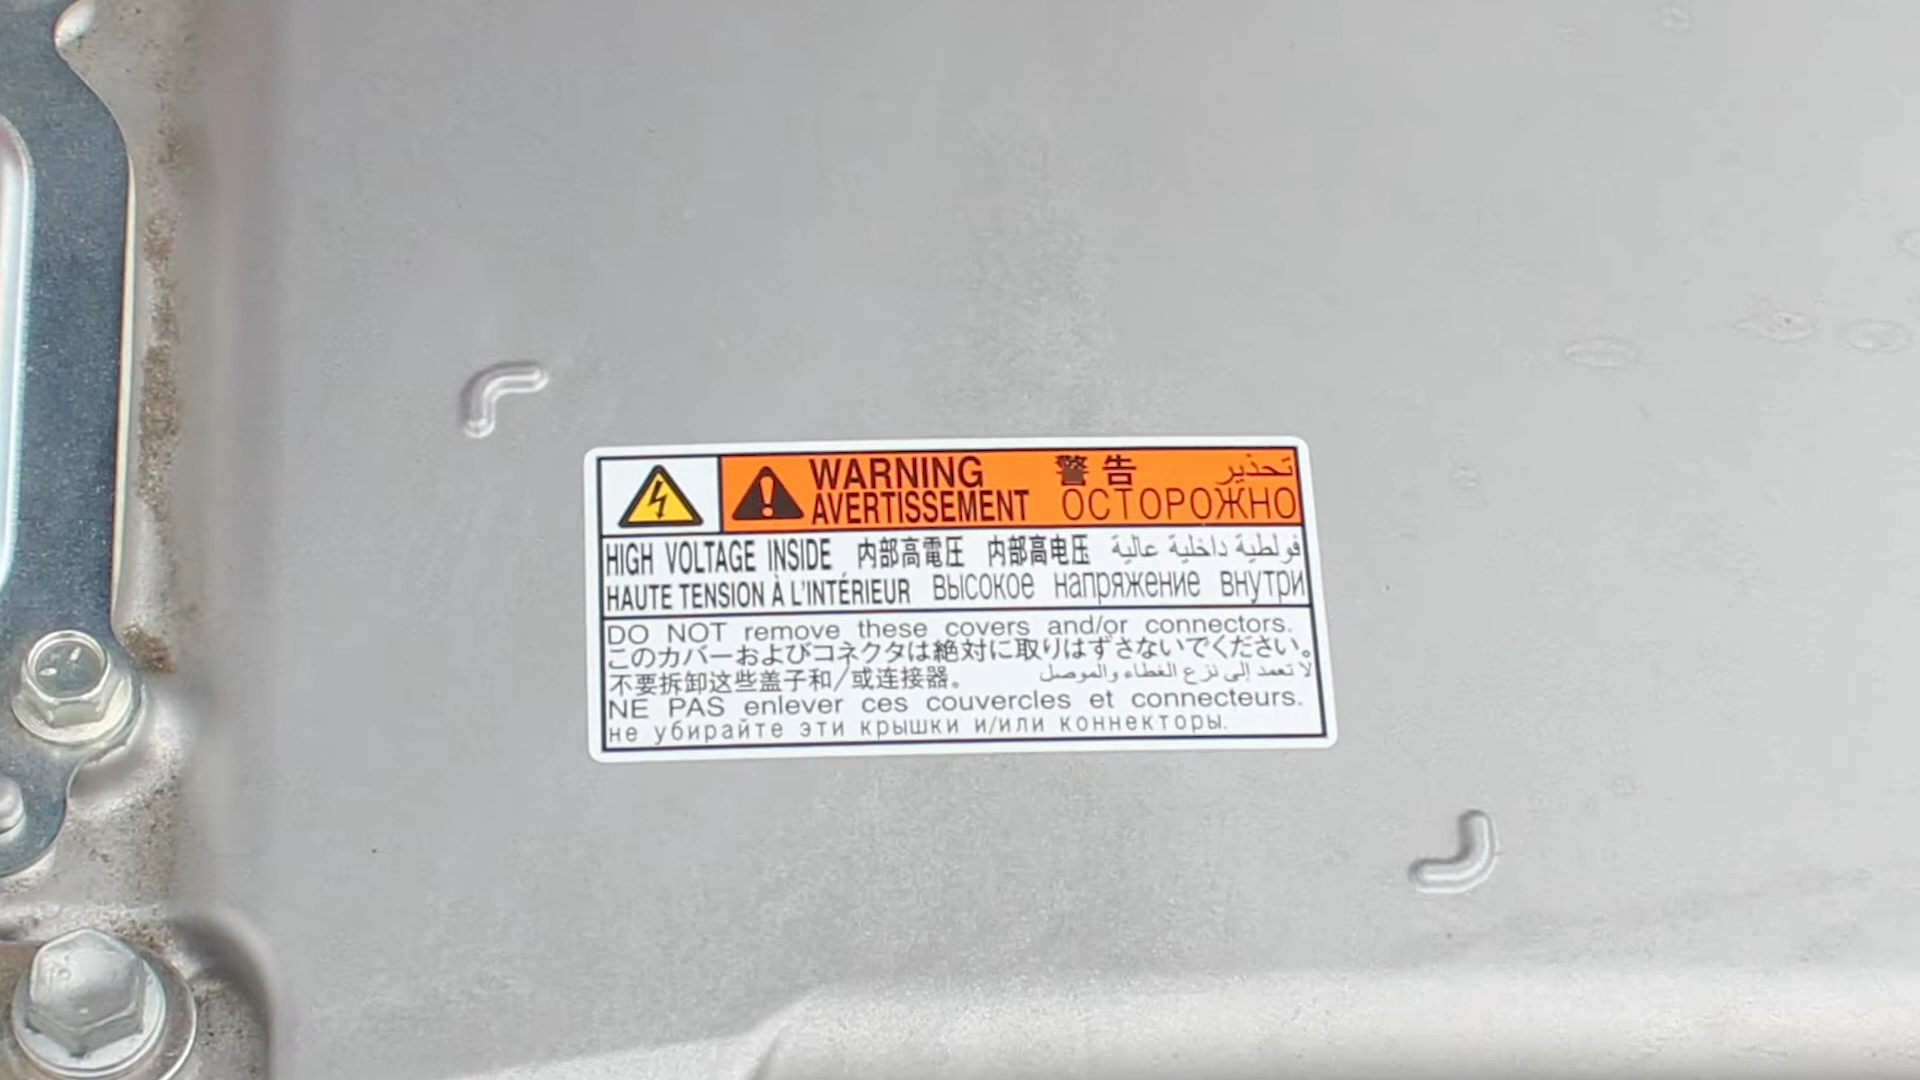 WARNING 警告 تحذير
AVERTISSEMENT ОСТОРОЖНО
HIGH VOLTAGE INSIDE 内部高電圧 内部高电压 فولطية داخلية عالية
HAUTE TENSION À L'INTÉRIEUR высокое напряжение внутри
DO NOT remove these covers and/or connectors.
このカバーおよびコネクタは絶対に取りはずさないでください。
不要拆卸这些盖子和/或连接器。 لا تعمد إلى نزع الغطاء والموصل
NE PAS enlever ces couvercles et connecteurs.
не убирайте эти крышки и/или коннекторы.